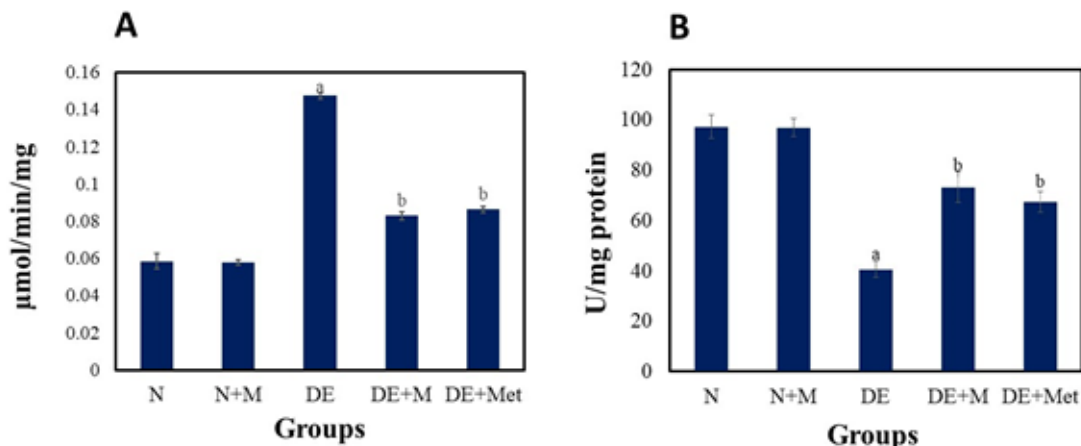 A
µmol/min/mg
0.16
0.14
0.12
0.1
0.08
0.06
0.04
0.02
0
a
b
b
N N+M DE DE+M DE+Met
Groups
B
U/mg protein
120
100
80
60
40
20
0
a
b
b
N N+M DE DE+M DE+Met
Groups